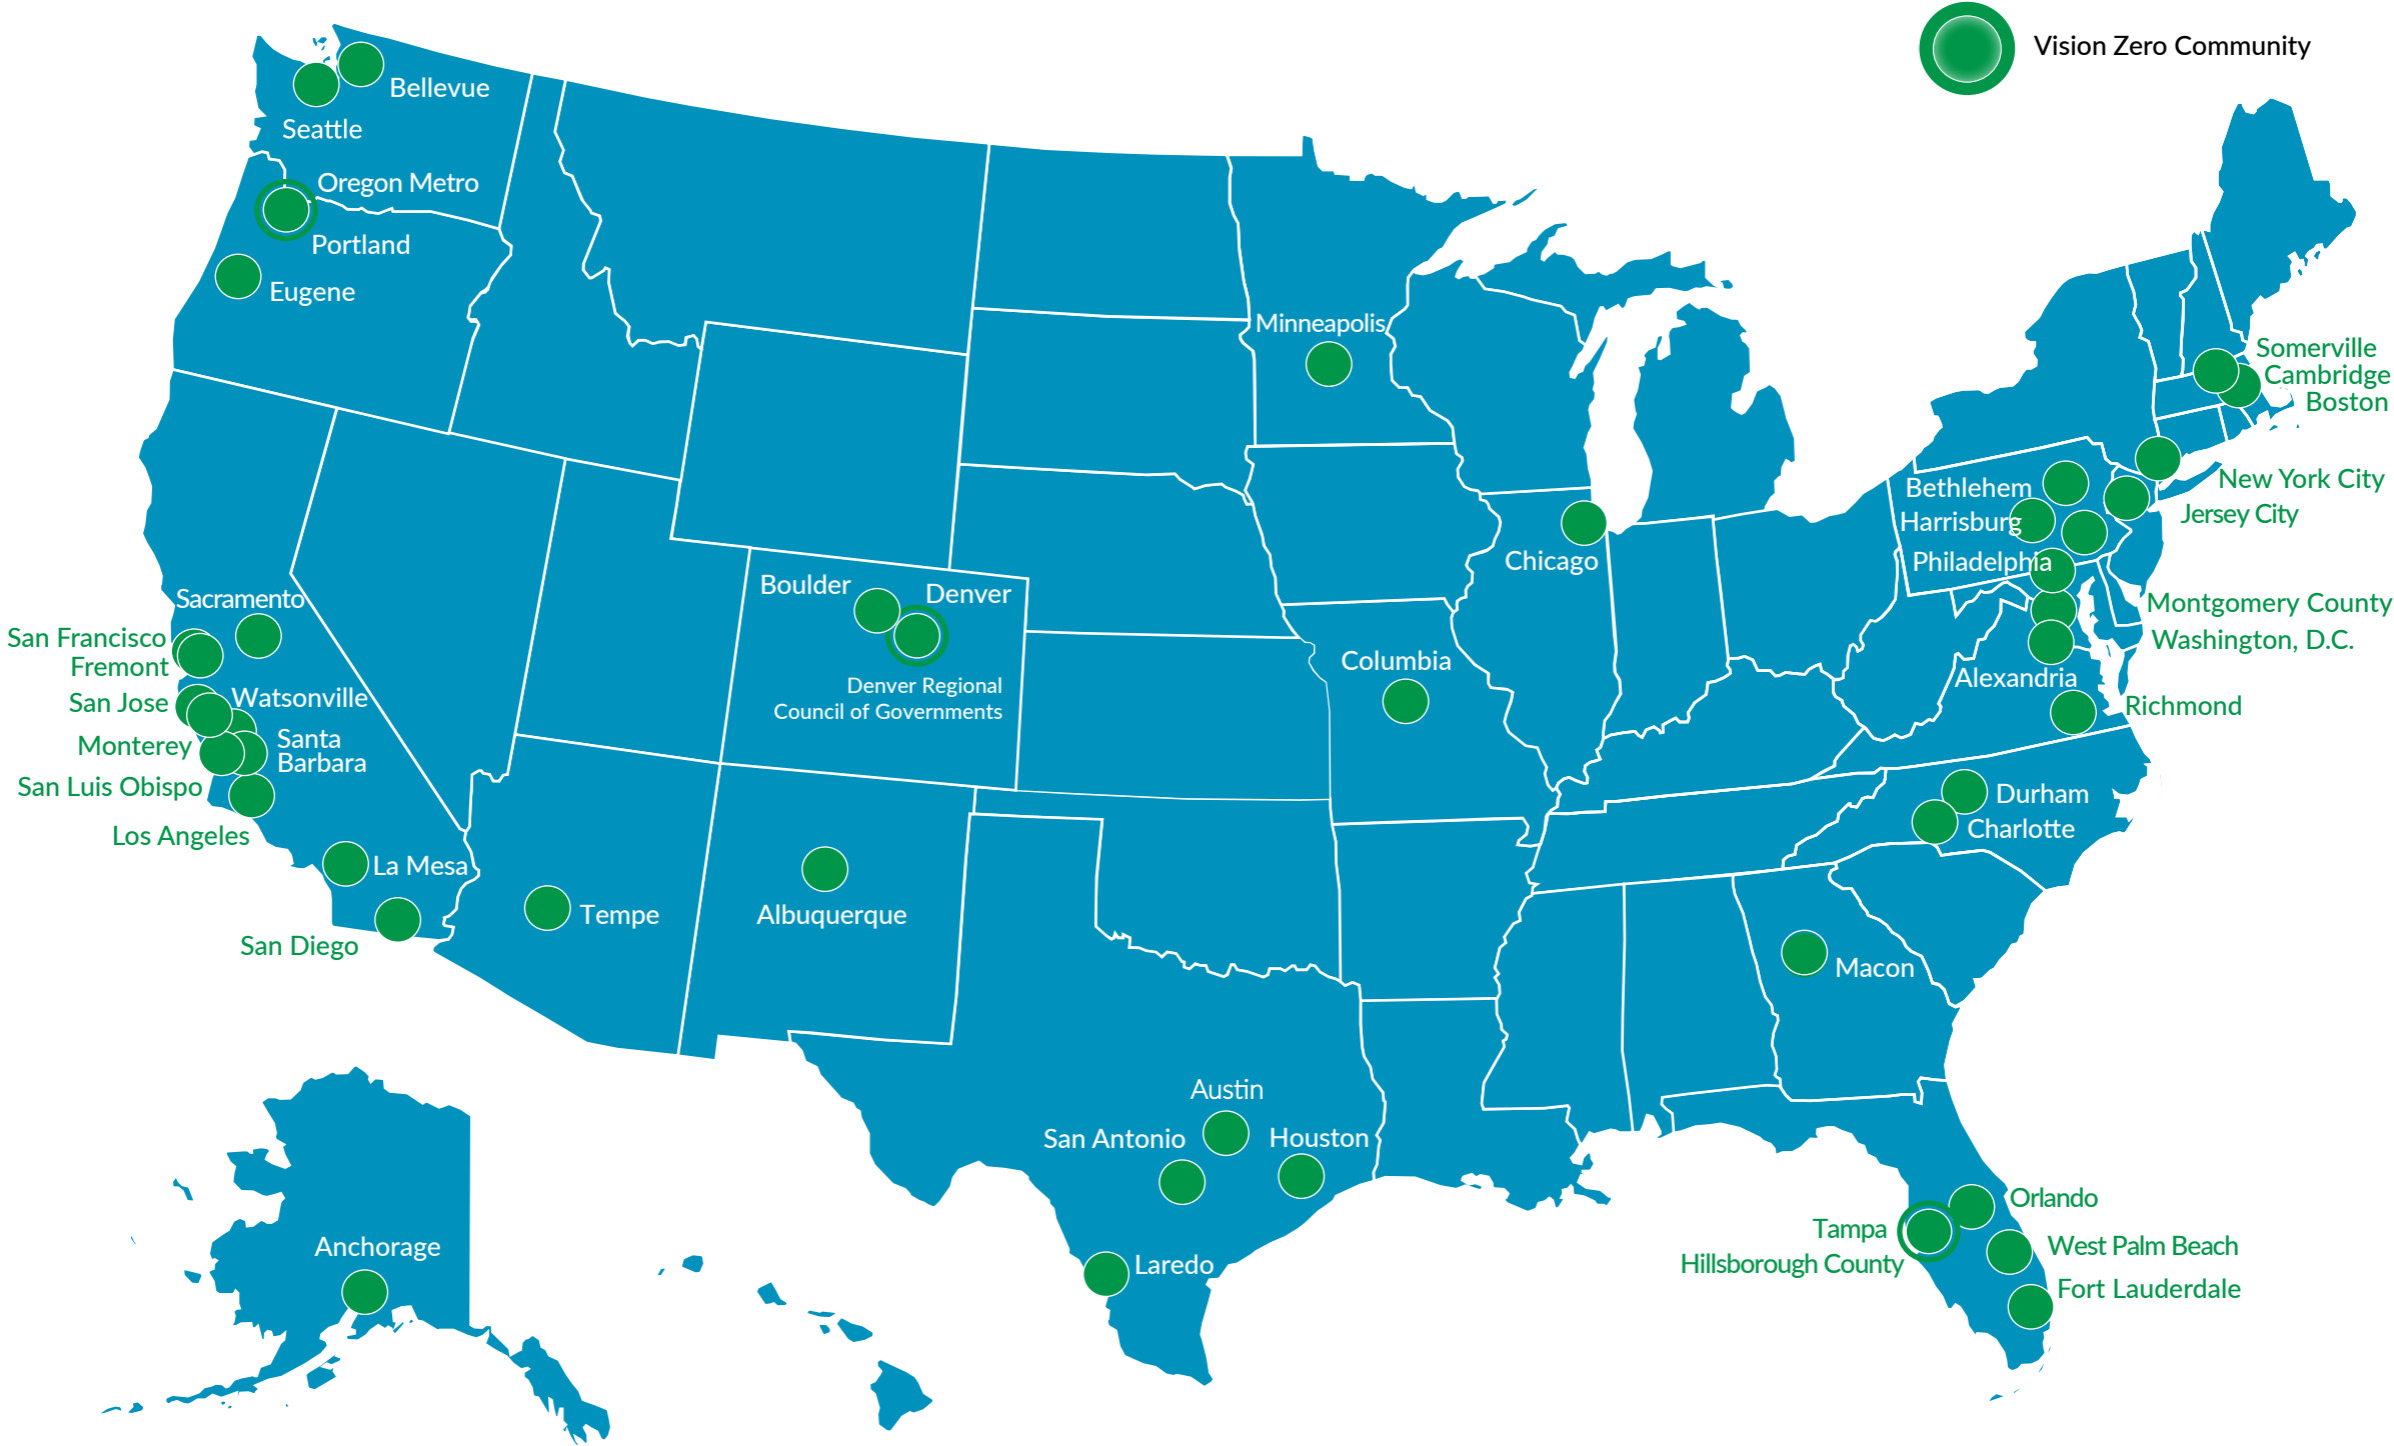 Vision Zero Community
Bellevue
Seattle
Oregon Metro
Portland
Eugene
Minneapolis
Somerville
Cambridge
Boston
New York City
Jersey City
Bethlehem
Harrisburg
Philadelphia
Chicago
Boulder
Denver
Denver Regional
Council of Governments
Sacramento
San Francisco
Fremont
San Jose
Watsonville
Monterey
Santa
Barbara
San Luis Obispo
Los Angeles
La Mesa
San Diego
Columbia
Montgomery County
Washington, D.C.
Alexandria
Richmond
Durham
Charlotte
Tempe
Albuquerque
Macon
Austin
San Antonio
Houston
Laredo
Anchorage
Orlando
Tampa
Hillsborough County
West Palm Beach
Fort Lauderdale